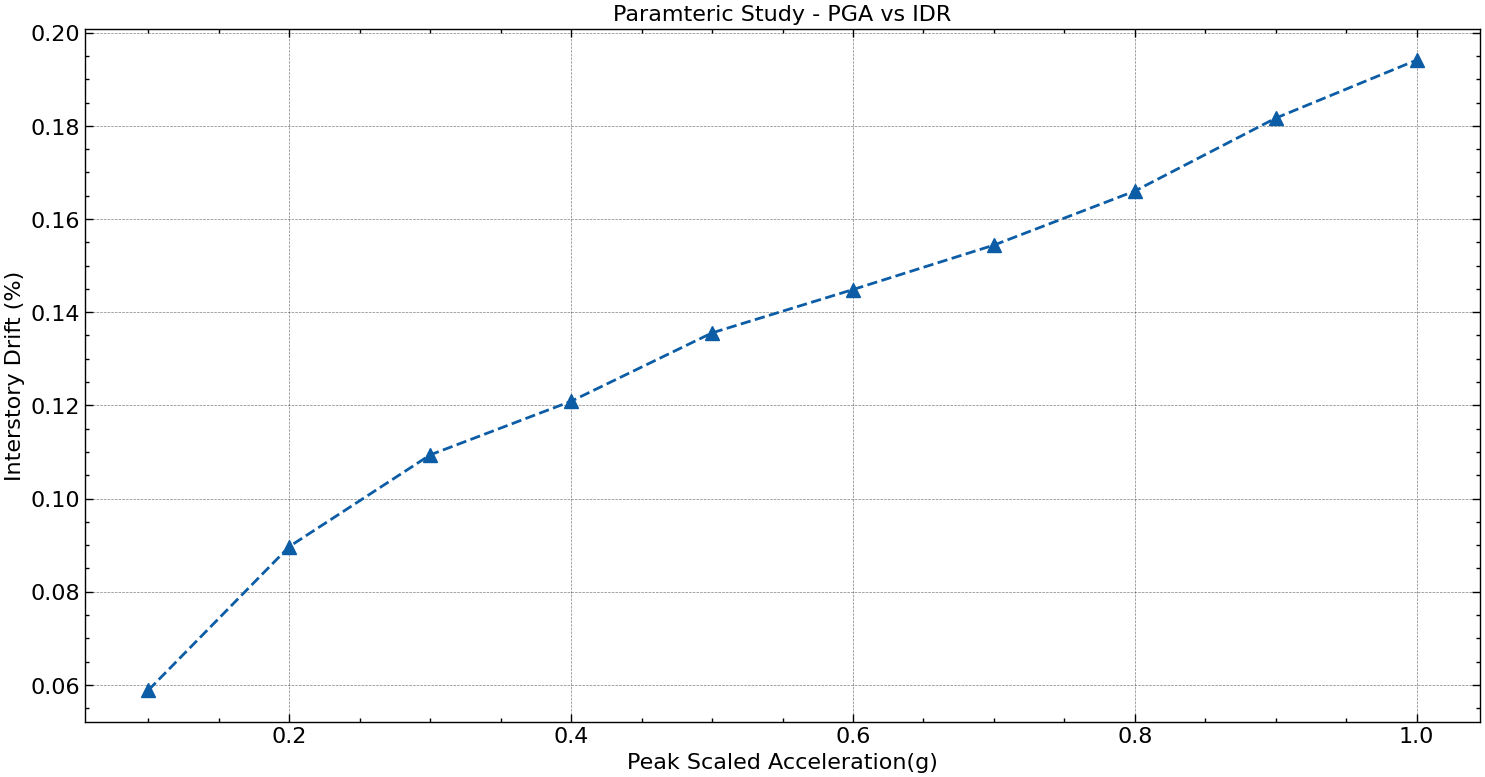 Paramteric Study - PGA vs IDR
0.20
0.18
0.16
0.14
0.12
0.10
0.08
0.06
Interstory Drift (%)
0.2 0.4 0.6 0.8 1.0
Peak Scaled Acceleration(g)